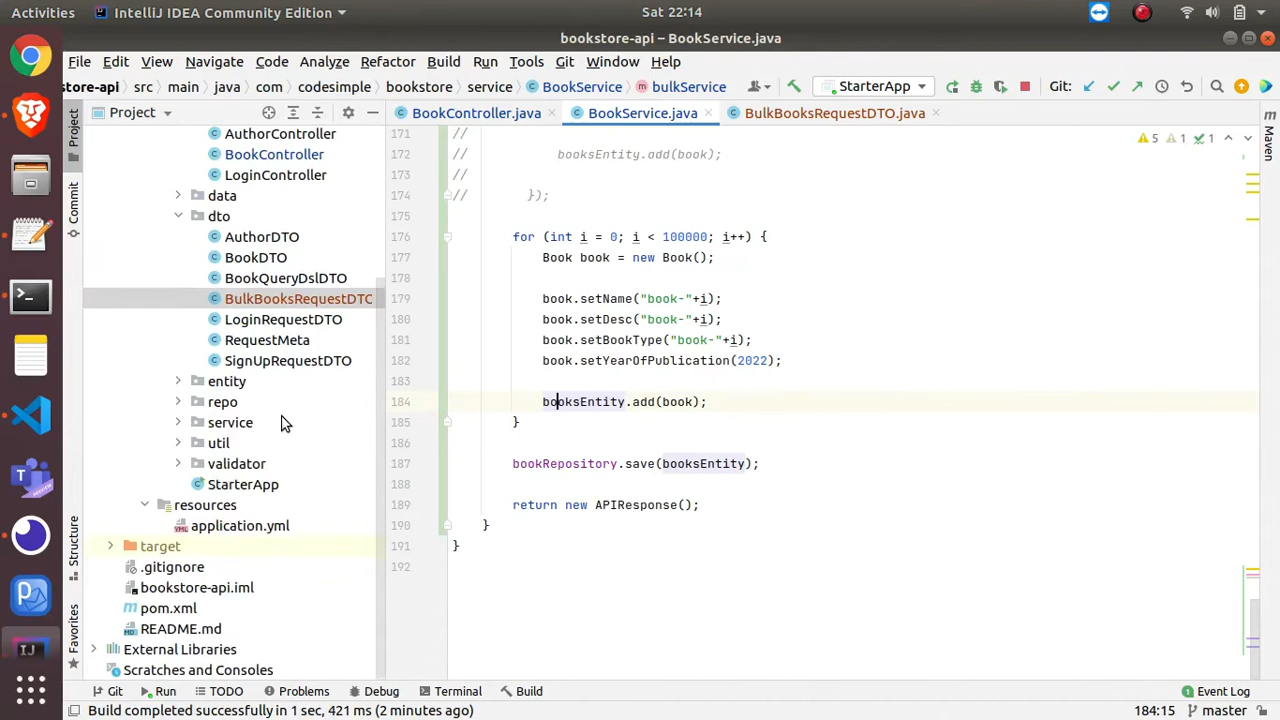 Activities IntelliJ IDEA Community Edition Sat 22:14
bookstore-api – BookService.java
File Edit View Navigate Code Analyze Refactor Build Run Tools Git Window Help
store-api src main java com codesimple bookstore service BookService bulkService StarterApp Git:
Project BookController.java BookService.java BulkBooksRequestDTO.java
AuthorController
BookController
LoginController
data
dto
AuthorDTO
BookDTO
BookQueryDslDTO
BulkBooksRequestDTO
LoginRequestDTO
RequestMeta
SignUpRequestDTO
entity
repo
service
util
validator
StarterApp
resources
application.yml
target
.gitignore
bookstore-api.iml
pom.xml
README.md
External Libraries
Scratches and Consoles
Project
Commit
Structure
Favorites
171 //
172 // booksEntity.add(book);
173 //
174 // });
175
176 for (int i = 0; i < 100000; i++) {
177 Book book = new Book();
178
179 book.setName("book-"+i);
180 book.setDesc("book-"+i);
181 book.setBookType("book-"+i);
182 book.setYearOfPublication(2022);
183
184 booksEntity.add(book);
185 }
186
187 bookRepository.save(booksEntity);
188
189 return new APIResponse();
190 }
191 }
192
5 1 1
Maven
Git Run TODO Problems Debug Terminal Build Event Log
Build completed successfully in 1 sec, 421 ms (2 minutes ago) 184:15 master